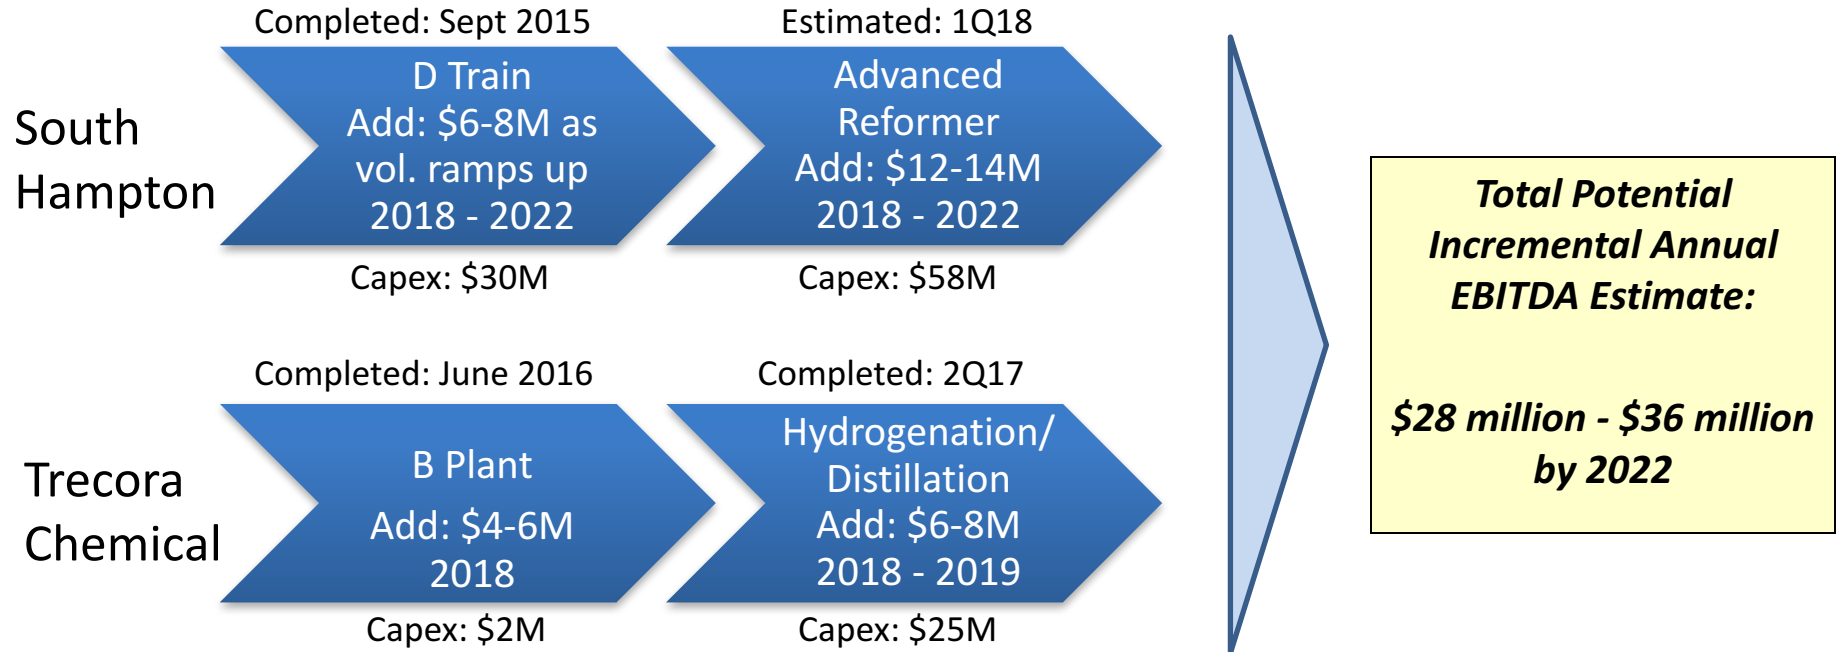 South
Hampton
Completed: Sept 2015
D Train
Add: $6-8M as
vol. ramps up
2018 - 2022
Capex: $30M
Estimated: 1Q18
Advanced
Reformer
Add: $12-14M
2018 - 2022
Capex: $58M
Trecora
Chemical
Completed: June 2016
B Plant
Add: $4-6M
2018
Capex: $2M
Completed: 2Q17
Hydrogenation/
Distillation
Add: $6-8M
2018 - 2019
Capex: $25M
Total Potential
Incremental Annual
EBITDA Estimate:
$28 million - $36 million
by 2022